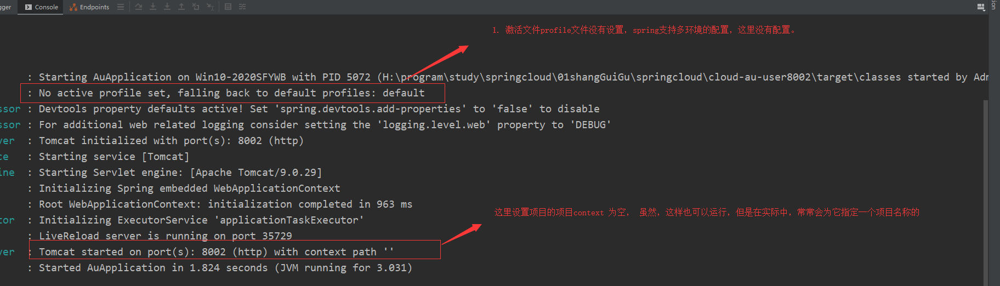 gger Console Endpoints
ion
1. 激活文件profile文件没有设置，spring支持多环境的配置，这里没有配置。
: Starting AuApplication on Win10-2020SFYWB with PID 5072 (H:\program\study\springcloud\01shangGuiGu\springcloud\cloud-au-user8002\target\classes started by Adm
: No active profile set, falling back to default profiles: default
ssor : Devtools property defaults active! Set 'spring.devtools.add-properties' to 'false' to disable
ssor : For additional web related logging consider setting the 'logging.level.web' property to 'DEBUG'
ver : Tomcat initialized with port(s): 8002 (http)
ce : Starting service [Tomcat]
ine : Starting Servlet engine: [Apache Tomcat/9.0.29]
: Initializing Spring embedded WebApplicationContext
: Root WebApplicationContext: initialization completed in 963 ms
这里设置项目的项目context 为空， 虽然，这样也可以运行，但是在实际中，常常会为它指定一个项目名称的
tor : Initializing ExecutorService 'applicationTaskExecutor'
: LiveReload server is running on port 35729
ver : Tomcat started on port(s): 8002 (http) with context path ''
: Started AuApplication in 1.824 seconds (JVM running for 3.031)